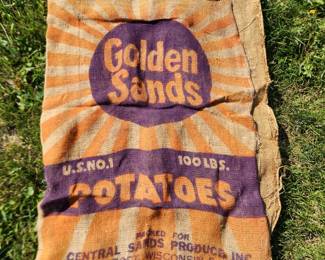 Golden
Sands
U.S. NO. 1 100 LBS.
POTATOES
PACKED FOR
CENTRAL SANDS PRODUCE INC.
WISCONSIN